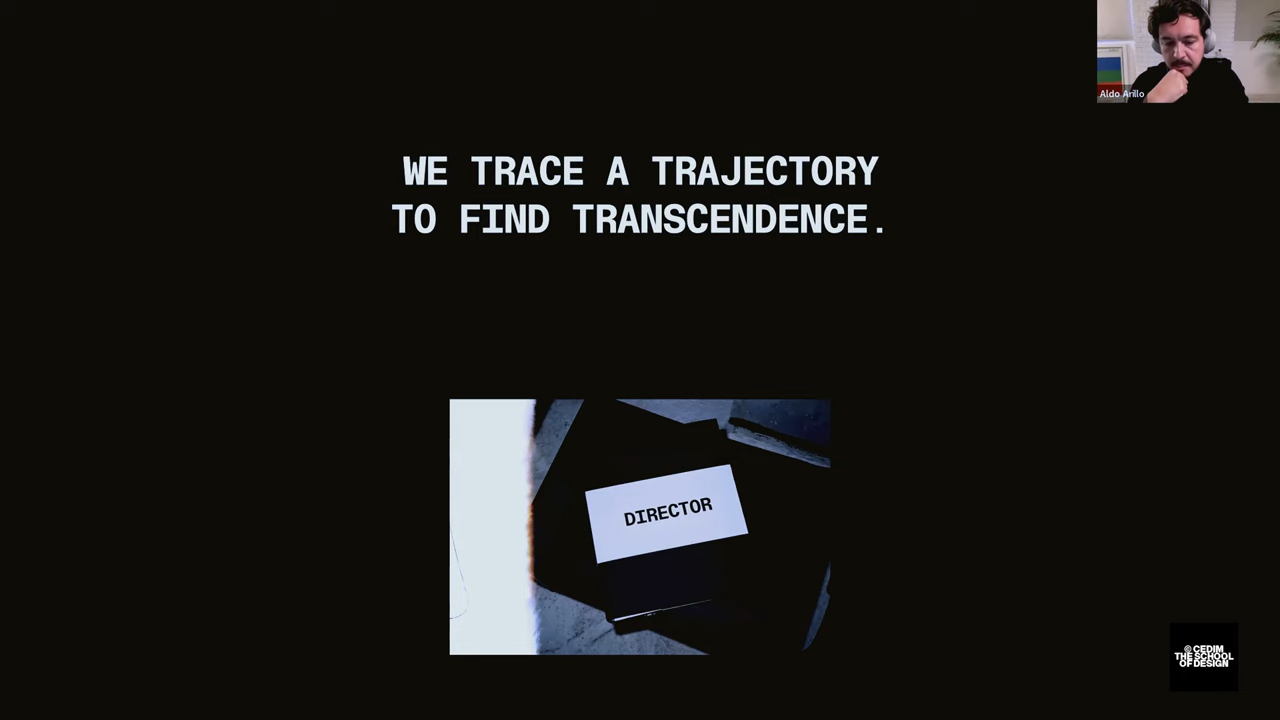 Aldo Arillo
WE TRACE A TRAJECTORY
TO FIND TRANSCENDENCE.
DIRECTOR
@CEDIM
THE SCHOOL
OF DESIGN